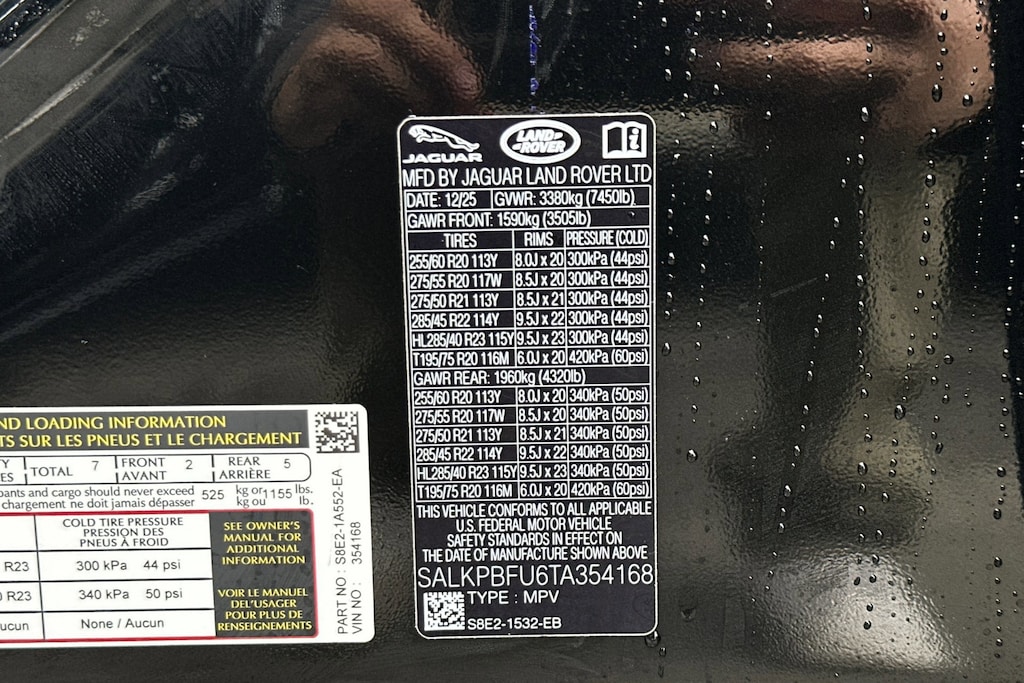 JAGUAR
LAND ROVER
MFD BY JAGUAR LAND ROVER LTD
DATE: 12/25 GVWR: 3380kg (7450lb)
GAWR FRONT: 1590kg (3505lb)
TIRES RIMS PRESSURE (COLD)
255/60 R20 113Y 8.0J x 20 300kPa (44psi)
275/55 R20 117W 8.5J x 20 300kPa (44psi)
275/50 R21 113Y 8.5J x 21 300kPa (44psi)
285/45 R22 114Y 9.5J x 22 300kPa (44psi)
HL285/40 R23 115Y 9.5J x 23 300kPa (44psi)
T195/75 R20 116M 6.0J x 20 420kPa (60psi)
GAWR REAR: 1960kg (4320lb)
255/60 R20 113Y 8.0J x 20 340kPa (50psi)
275/55 R20 117W 8.5J x 20 340kPa (50psi)
275/50 R21 113Y 8.5J x 21 340kPa (50psi)
285/45 R22 114Y 9.5J x 22 340kPa (50psi)
HL285/40 R23 115Y 9.5J x 23 340kPa (50psi)
T195/75 R20 116M 6.0J x 20 420kPa (60psi)
THIS VEHICLE CONFORMS TO ALL APPLICABLE
U.S. FEDERAL MOTOR VEHICLE
SAFETY STANDARDS IN EFFECT ON
THE DATE OF MANUFACTURE SHOWN ABOVE
SALKPBFU6TA354168
TYPE : MPV
S8E2-1532-EB
ND LOADING INFORMATION
TS SUR LES PNEUS ET LE CHARGEMENT
TOTAL 7 FRONT 2 REAR 5
AVANT ARRIÈRE
pants and cargo should never exceed 525 kg or 1155 lbs.
chargement ne doit jamais dépasser kg ou lb.
COLD TIRE PRESSURE
PRESSION DES
PNEUS À FROID
R23 300 kPa 44 psi
R23 340 kPa 50 psi
ucun None / Aucun
SEE OWNER'S
MANUAL FOR
ADDITIONAL
INFORMATION
VOIR LE MANUEL
DEL'USAGER
POUR PLUS DE
RENSEIGNEMENTS
PART NO : S8E2-1A552-EA
VIN NO : 354168